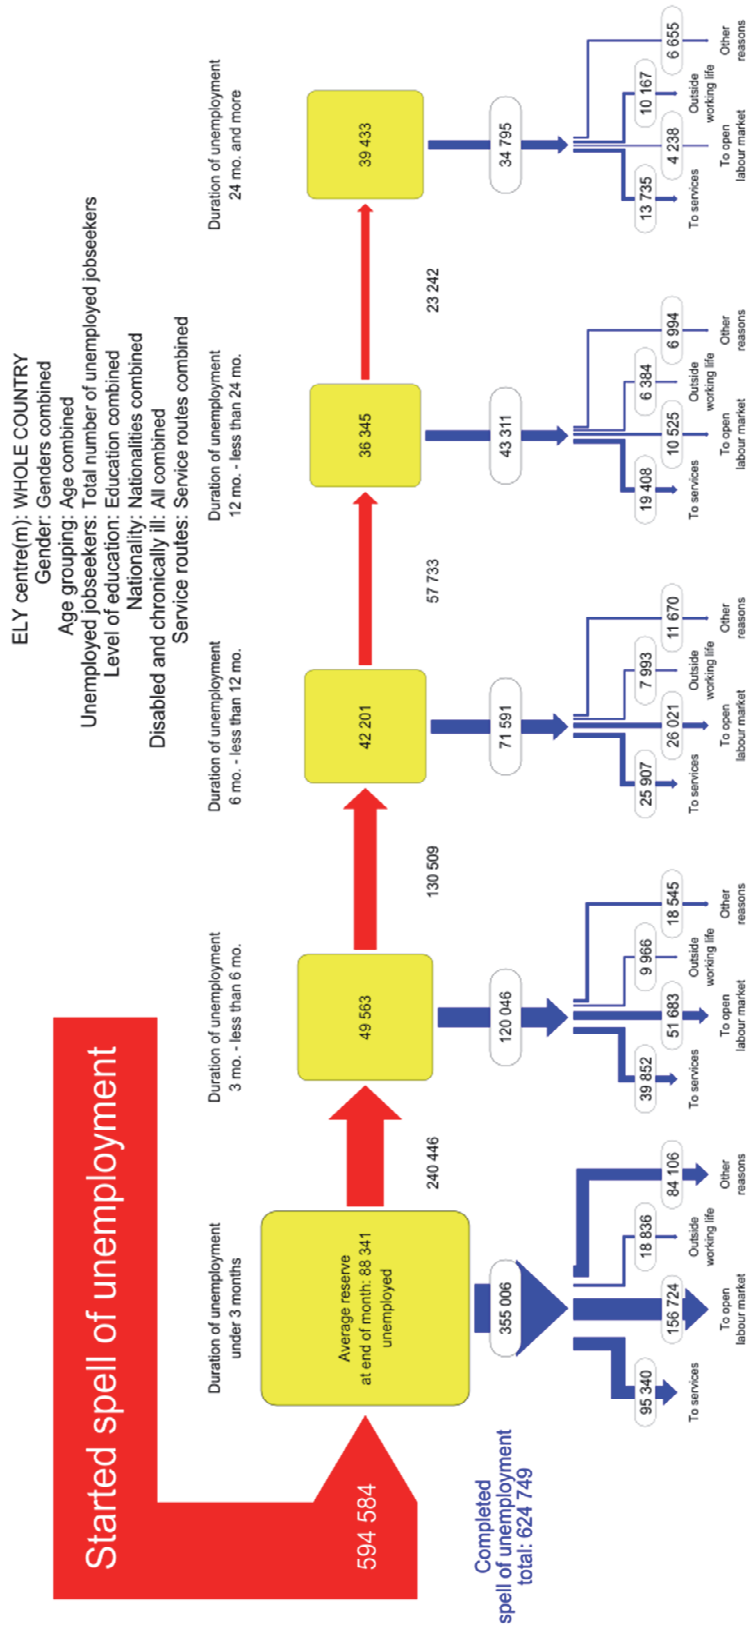 ELY centre(m): WHOLE COUNTRY
Gender: Genders combined
Age grouping: Age combined
Unemployed jobseekers: Total number of unemployed jobseekers
Level of education: Education combined
Nationality: Nationalities combined
Disabled and chronically ill: All combined
Service routes: Service routes combined
Started spell of unemployment
594 584
Duration of unemployment
under 3 months
Duration of unemployment
3 mo. - less than 6 mo.
Duration of unemployment
6 mo. - less than 12 mo.
Duration of unemployment
12 mo. - less than 24 mo.
Duration of unemployment
24 mo. and more
Average reserve
at end of month: 88 341
unemployed
49 563
42 201
36 345
39 433
240 446
130 509
57 733
23 242
Completed
spell of unemployment
total: 624 749
355 006
120 046
71 591
43 311
34 795
95 340
156 724
18 836
84 106
To services
To open
labour market
Outside
working life
Other
reasons
39 852
51 683
9 966
18 545
To services
To open
labour market
Outside
working life
Other
reasons
25 907
26 021
7 993
11 670
To services
To open
labour market
Outside
working life
Other
reasons
19 408
10 525
6 384
6 994
To services
To open
labour market
Outside
working life
Other
reasons
13 735
4 238
10 167
6 655
To services
To open
labour market
Outside
working life
Other
reasons